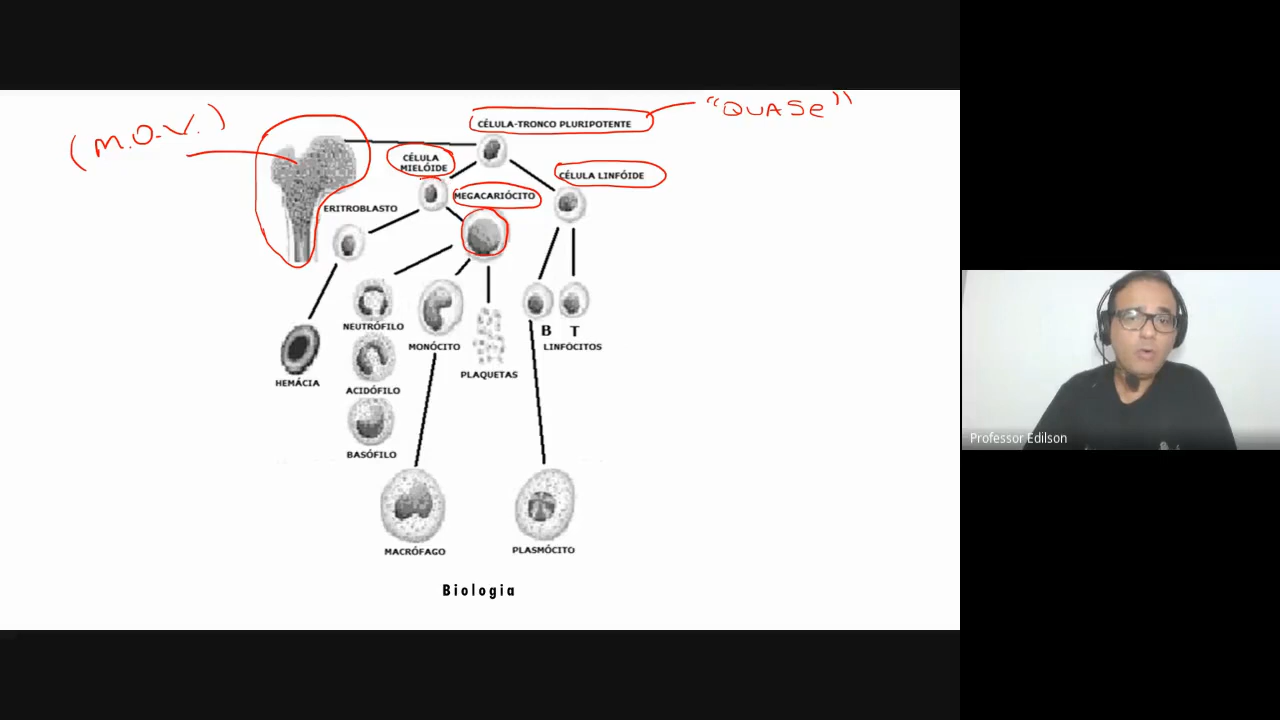 "QUASE"
(M.O.V.)
CÉLULA-TRONCO PLURIPOTENTE
CÉLULA
MIELÓIDE
CÉLULA LINFÓIDE
MEGACARIÓCITO
ERITROBLASTO
NEUTRÓFILO
B T
MONÓCITO
LINFÓCITOS
PLAQUETAS
HEMÁCIA
ACIDÓFILO
BASÓFILO
MACRÓFAGO
PLASMÓCITO
Biologia
Professor Edilson